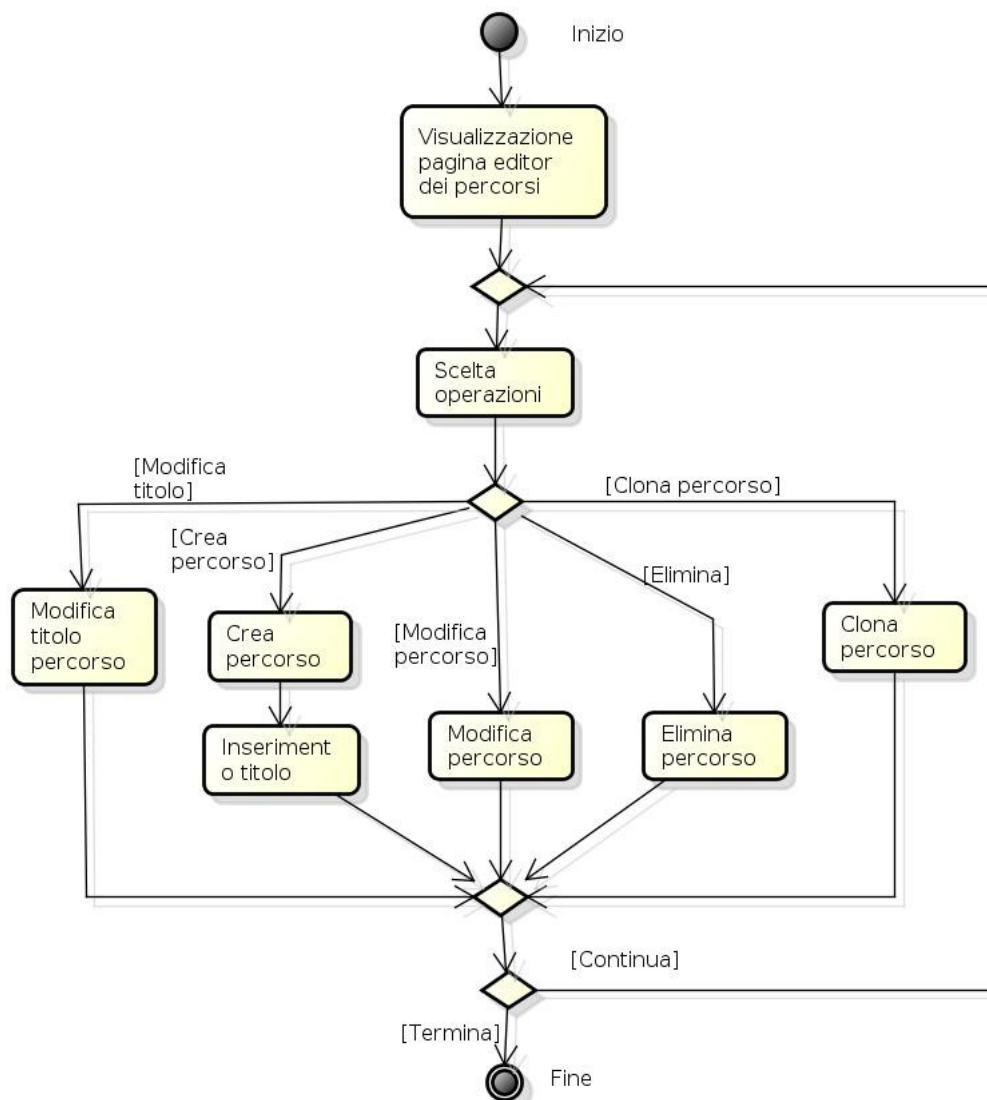 Inizio
Visualizzazione
pagina editor
dei percorsi
Scelta
operazioni
[Modifica
titolo]
[Clona percorso]
[Crea
percorso]
[Elimina]
[Modifica
percorso]
Modifica
titolo
percorso
Crea
percorso
Clona
percorso
Inseriment
o titolo
Modifica
percorso
Elimina
percorso
[Continua]
[Termina]
Fine